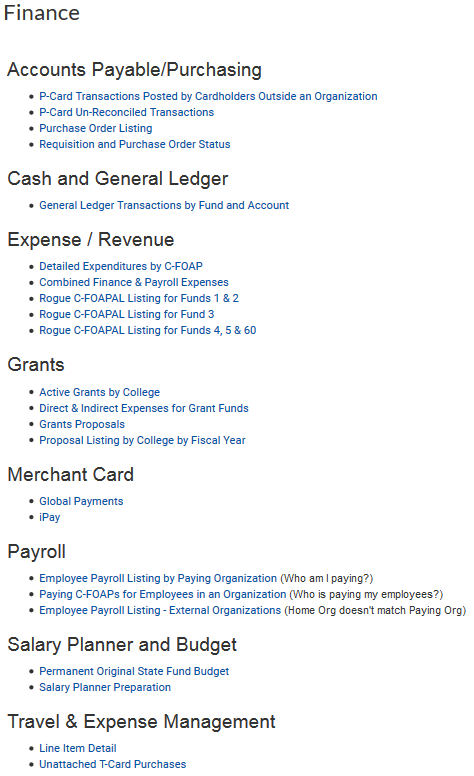 Finance
Accounts Payable/Purchasing
P-Card Transactions Posted by Cardholders Outside an Organization
P-Card Un-Reconciled Transactions
Purchase Order Listing
Requisition and Purchase Order Status
Cash and General Ledger
General Ledger Transactions by Fund and Account
Expense / Revenue
Detailed Expenditures by C-FOAP
Combined Finance & Payroll Expenses
Rogue C-FOAPAL Listing for Funds 1 & 2
Rogue C-FOAPAL Listing for Fund 3
Rogue C-FOAPAL Listing for Funds 4, 5 & 60
Grants
Active Grants by College
Direct & Indirect Expenses for Grant Funds
Grants Proposals
Proposal Listing by College by Fiscal Year
Merchant Card
Global Payments
iPay
Payroll
Employee Payroll Listing by Paying Organization (Who am I paying?)
Paying C-FOAPs for Employees in an Organization (Who is paying my employees?)
Employee Payroll Listing - External Organizations (Home Org doesn't match Paying Org)
Salary Planner and Budget
Permanent Original State Fund Budget
Salary Planner Preparation
Travel & Expense Management
Line Item Detail
Unattached T-Card Purchases